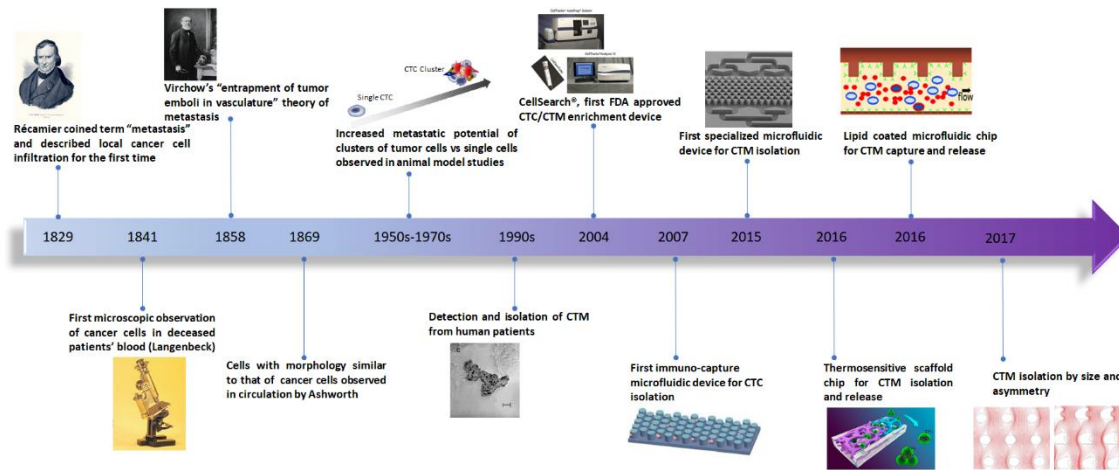 Récamier coined term "metastasis"
and described local cancer cell
infiltration for the first time
Virchow's "entrapment of tumor
emboli in vasculature" theory of
metastasis
CTC Cluster
Single CTC
Increased metastatic potential of
clusters of tumor cells vs single cells
observed in animal model studies
CellSearch®, first FDA approved
CTC/CTM enrichment device
First specialized microfluidic
device for CTM isolation
flow
Lipid coated microfluidic chip
for CTM capture and release
1829
1841
1858
1869
1950s-1970s
1990s
2004
2007
2015
2016
2016
2017
First microscopic observation
of cancer cells in deceased
patients' blood (Langenbeck)
Cells with morphology similar
to that of cancer cells observed
in circulation by Ashworth
Detection and isolation of CTM
from human patients
First immuno-capture
microfluidic device for CTC
isolation
Thermosensitive scaffold
chip for CTM isolation
and release
CTM isolation by size and
asymmetry